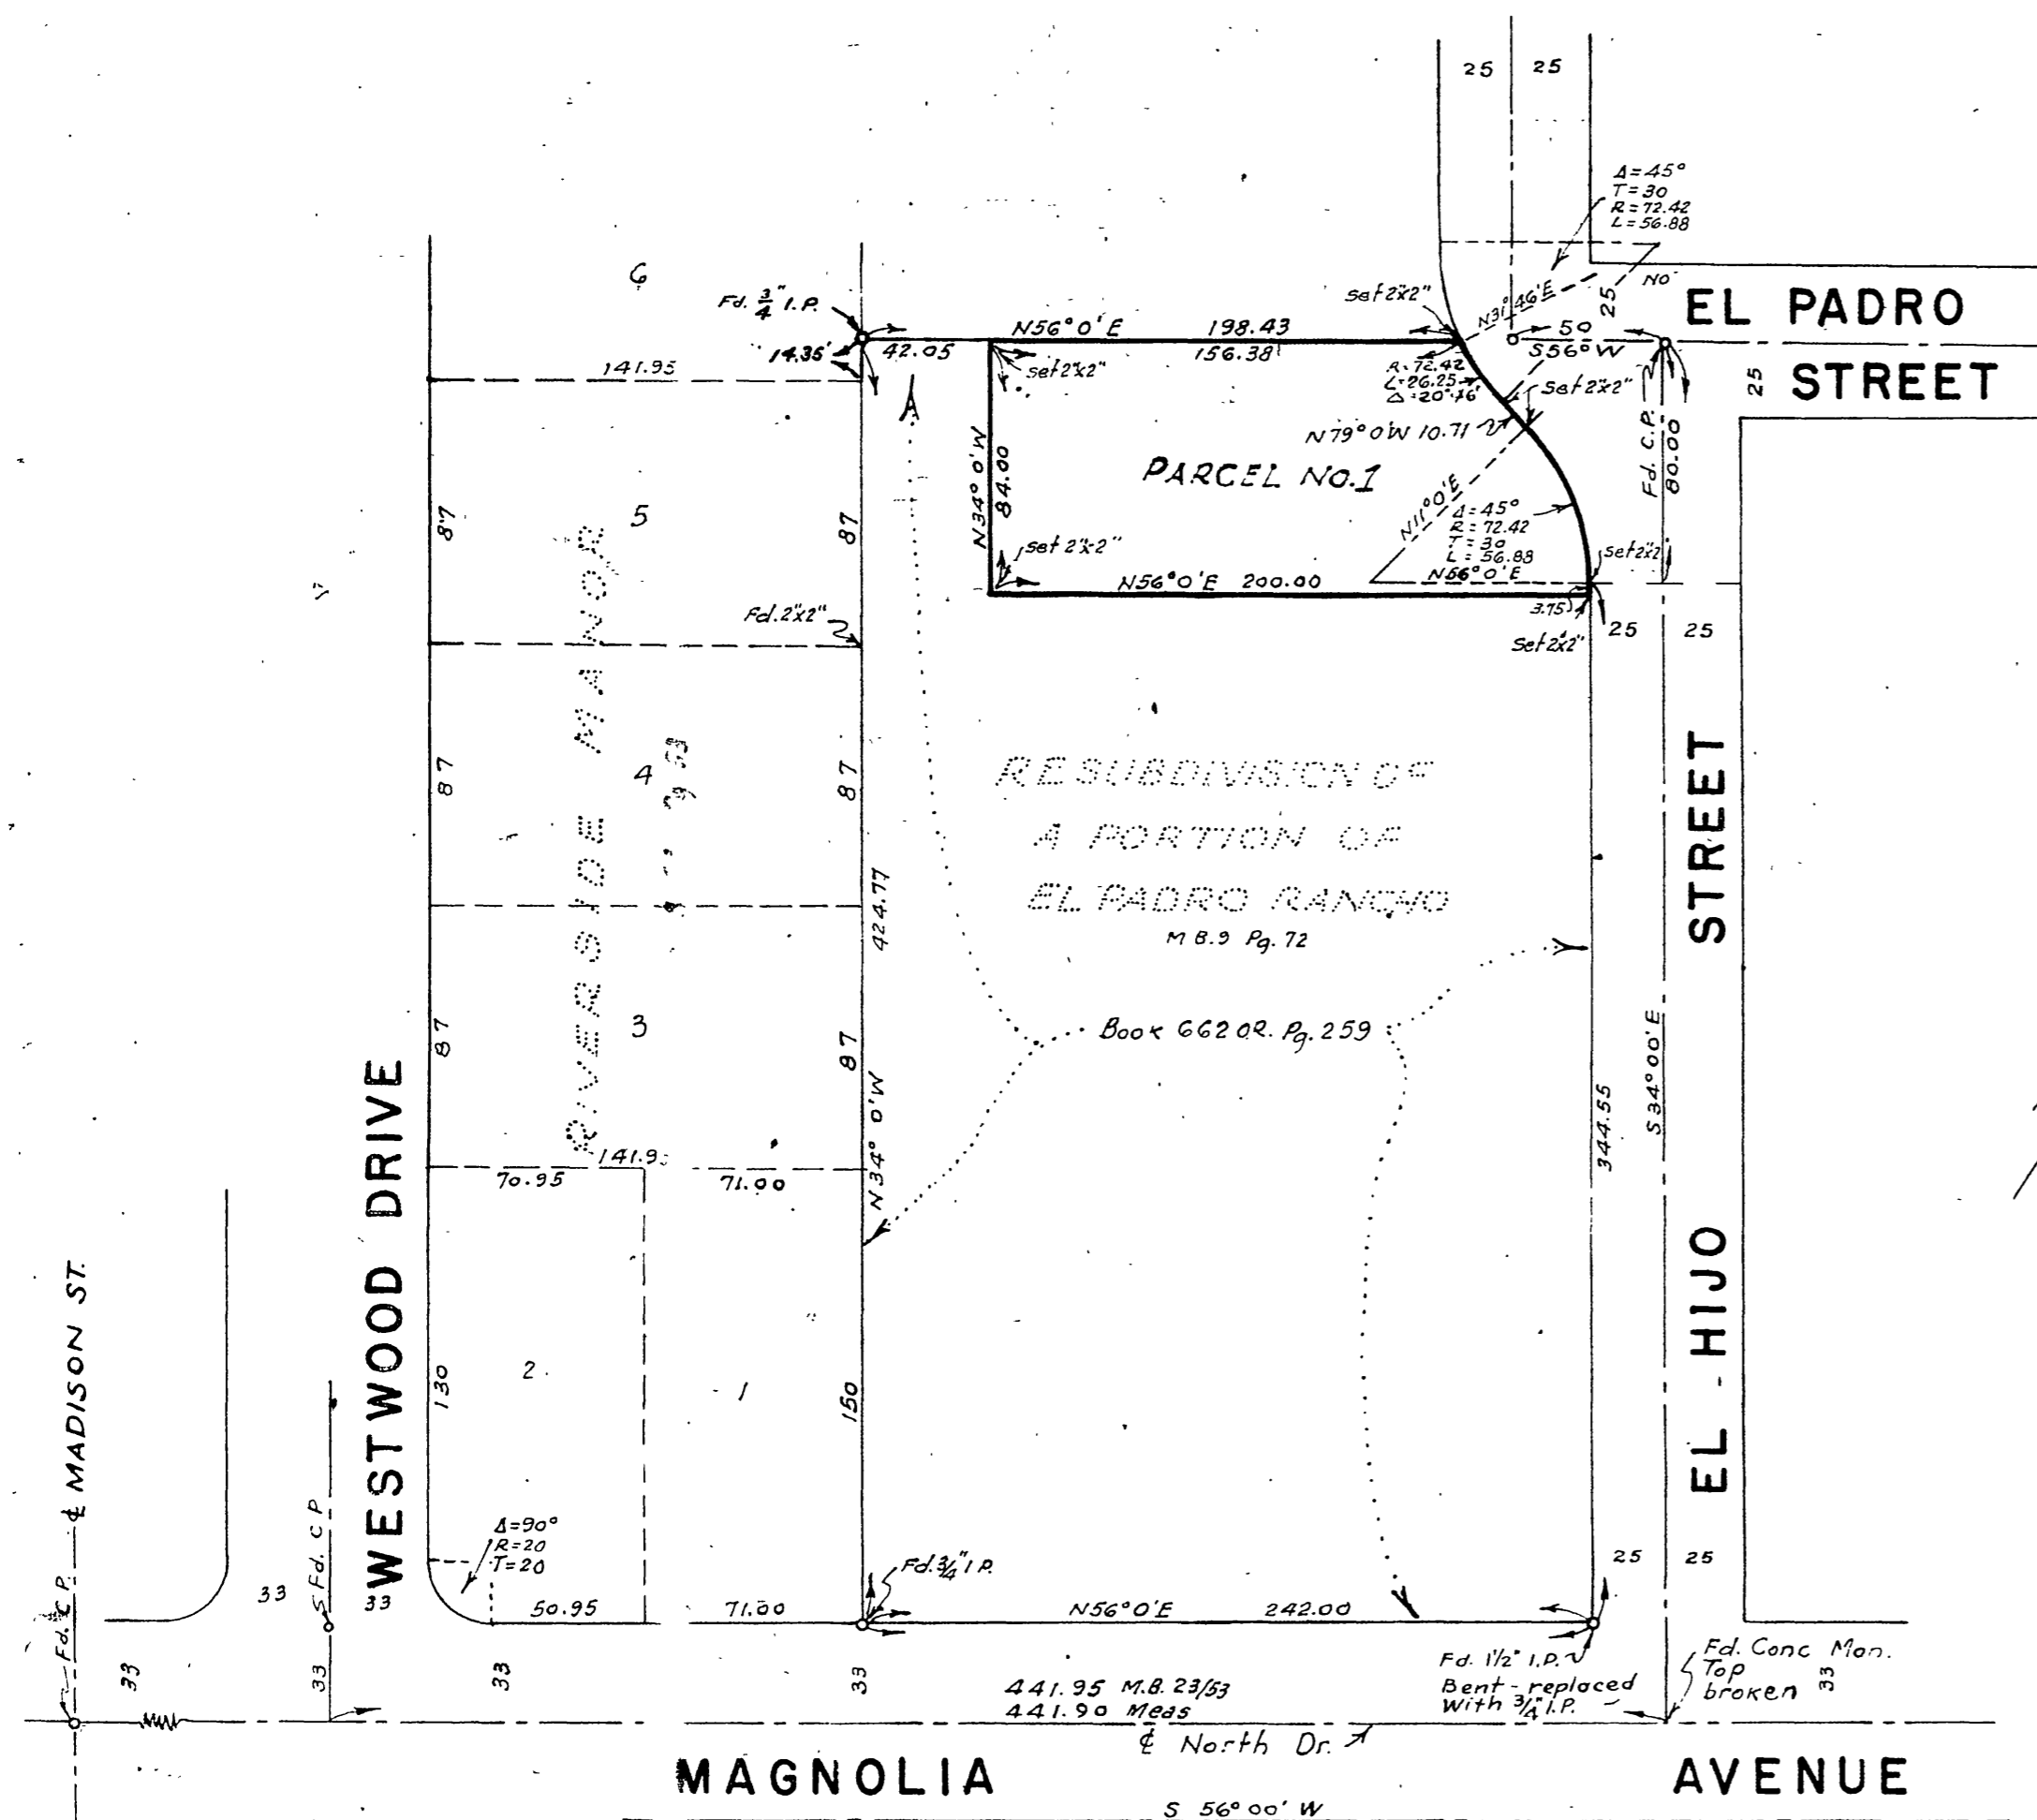 25 25
Δ=45°
T=30
R=72.42
L=56.88
6
Fd. 3/4" I.P.
14.35'
42.05
N56°0'E 198.43
156.38
Set 2"x2"
N31°46'E
25
NO
EL PADRO
STREET
50
S56°W
25
141.95
set 2"x2"
R=72.42
L=26.25
Δ=20°46'
Set 2"x2"
N79°0'W 10.71
Fd. C.P.
80.00
PARCEL NO.1
N34°0'W
84.00
87
5
87
N11°0'E
Δ=45°
R=72.42
T=30
L=56.88
N56°0'E
set 2"x2"
set 2"x2"
N56°0'E 200.00
3.75
Set 2"x2"
25 25
Fd. 2"x2"
RIVERSIDE MANOR
87
4
87
RESUBDIVISION OF
A PORTION OF
EL PADRO RANCHO
M B.9 Pg. 72
424.77
87
3
87
Book 662 O.R. Pg. 259
N34°0'W
344.55
S34°00'E
EL-HIJO STREET
WESTWOOD DRIVE
70.95
71.00
℄ MADISON ST.
130
2
1
150
Δ=90°
R=20
T=20
Fd. C.P.
S Fd. C P
33
33
50.95
71.00
Fd. 3/4" I P.
N56°0'E 242.00
25 25
33
33
33
33
441.95 M.B. 23/53
441.90 Meas
Fd. 1 1/2" I.P.
Bent-replaced
With 3/4" I.P.
Fd. Conc Mon.
Top
broken
33
℄ North Dr.
MAGNOLIA AVENUE
S 56°00' W